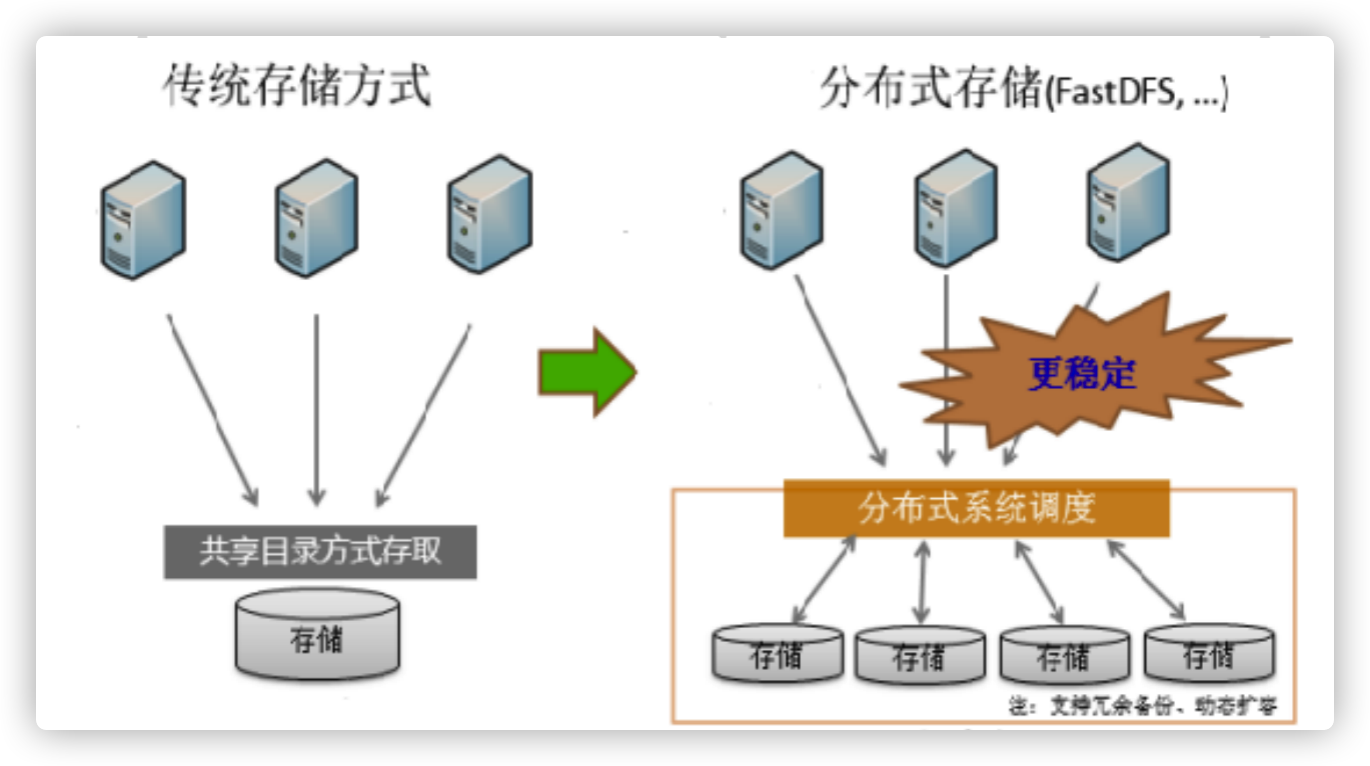 传统存储方式
分布式存储(FastDFS, ...)
更稳定
共享目录方式存取
存储
分布式系统调度
存储
存储
存储
存储
注：支持冗余备份、动态扩容